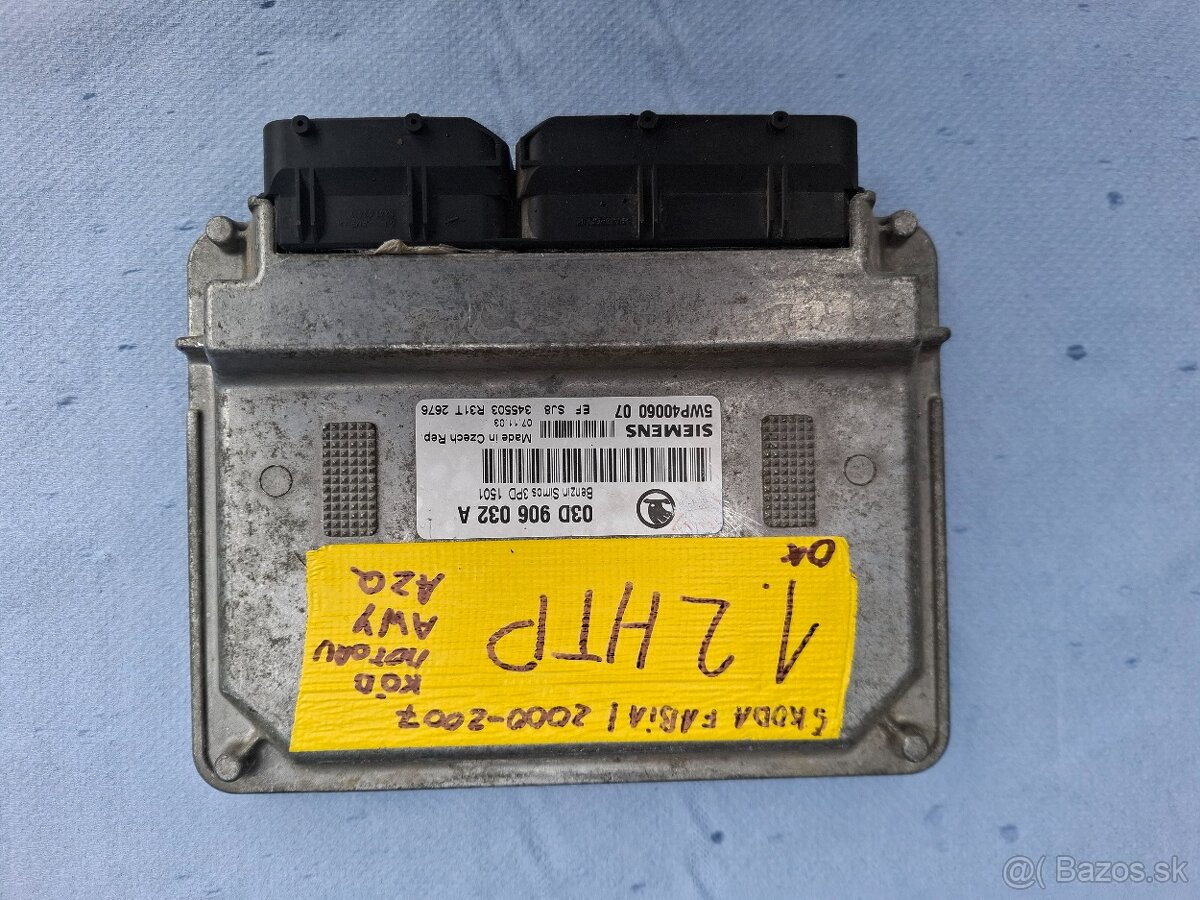 ŠKODA FABIA I 2000-2007
1.2 HTP
KÓD
MOTORU
AWY
AZQ
OK
03D 906 032 A
Benzin Simos 3PD 1501
SIEMENS
Made in Czech Rep.
07.11.03
5WP40060 07
EF SJ8 345503 R31T 2676
@( Bazos.sk